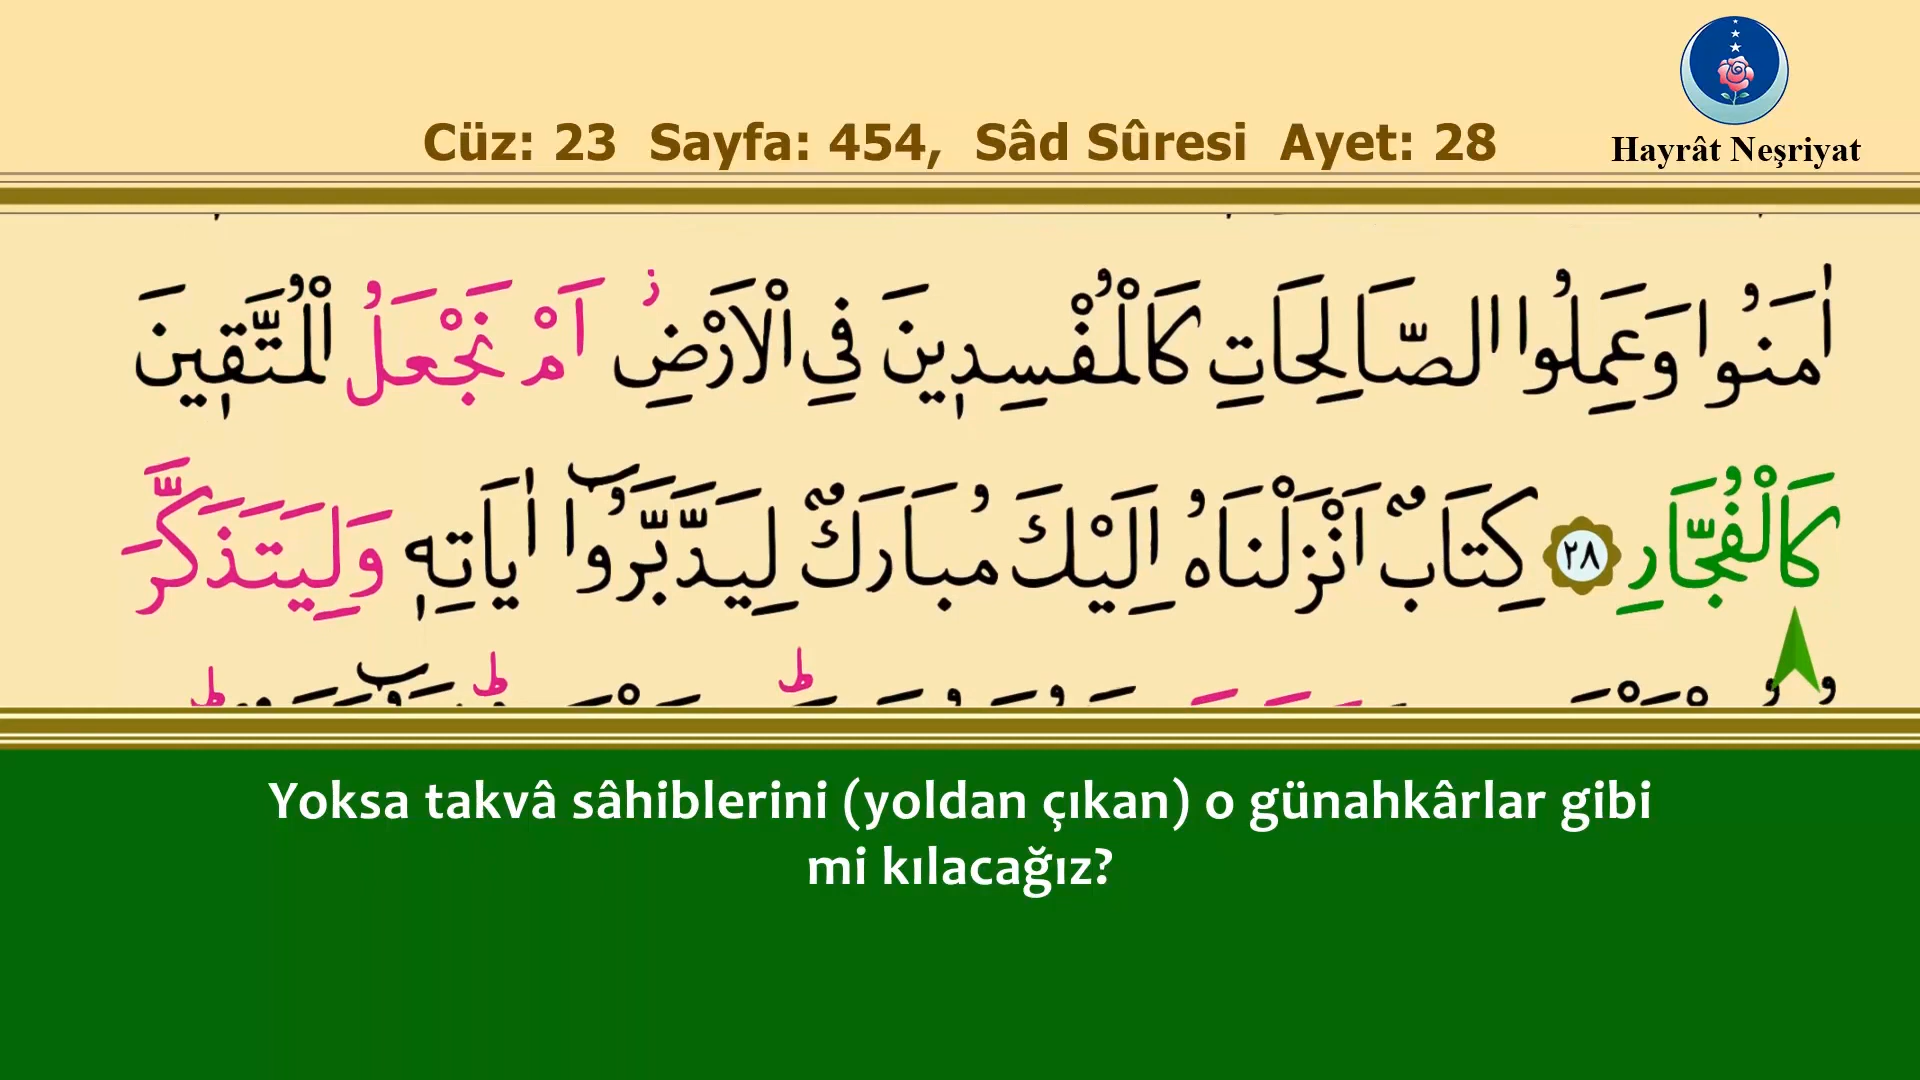 Cüz: 23 Sayfa: 454, Sâd Sûresi Ayet: 28
Hayrât Neşriyat
اٰمَنُوا وَعَمِلُوا الصَّالِحَاتِ كَالْمُفْسِدٖينَ فِي الْاَرْضِۘ اَمْ نَجْعَلُ الْمُتَّقٖينَ
كَالْفُجَّارِ ﴿٢٨﴾ كِتَابٌ اَنْزَلْنَاهُ اِلَيْكَ مُبَارَكٌ لِيَدَّبَّرُٓوا اٰيَاتِهٖ وَلِيَتَذَكَّرَ
Yoksa takvâ sâhiblerini (yoldan çıkan) o günahkârlar gibi
mi kılacağız?